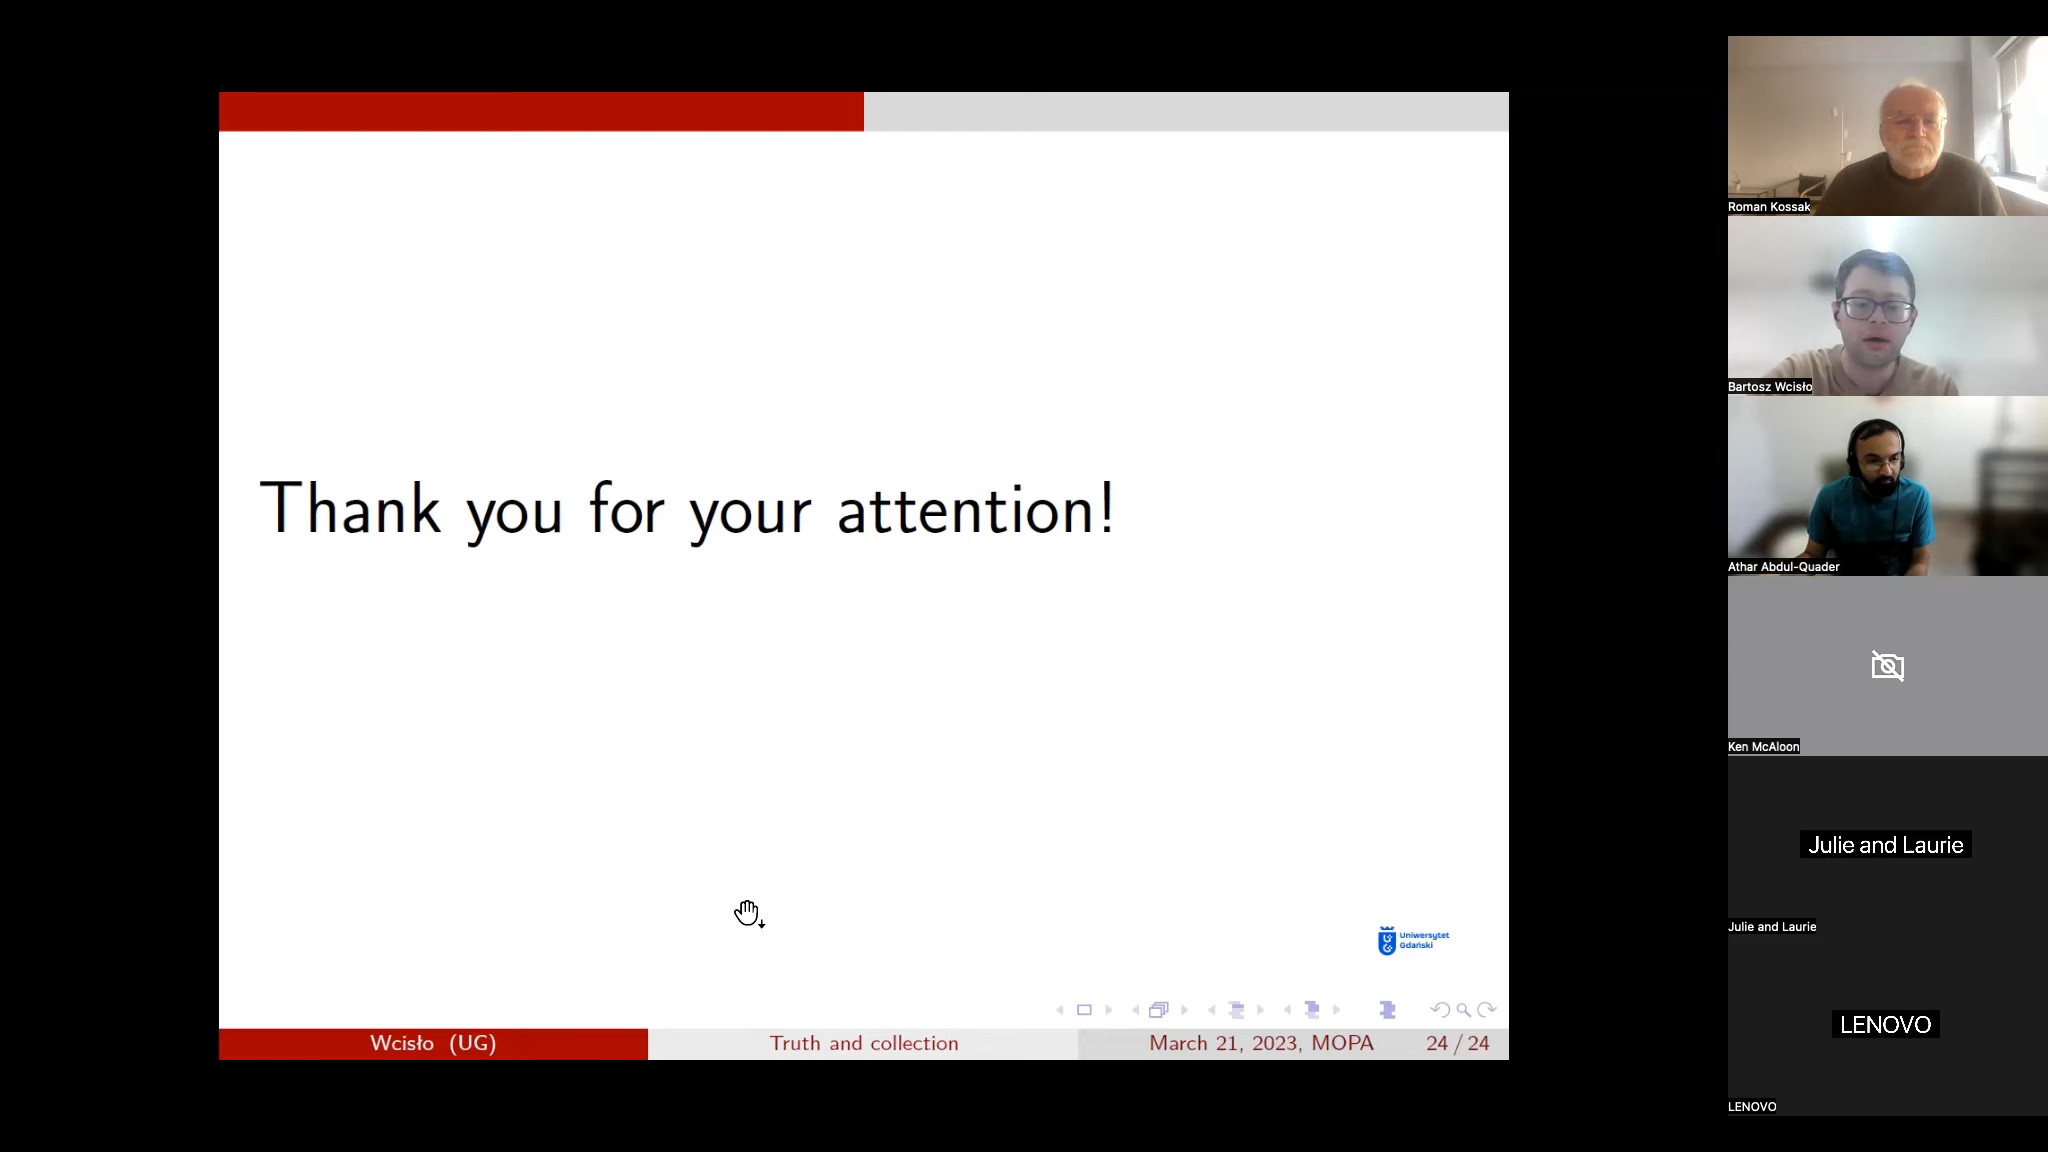 Thank you for your attention!
Uniwersytet
Gdański
Wcisło (UG)
Truth and collection
March 21, 2023, MOPA
24 / 24
Roman Kossak
Bartosz Wcisło
Athar Abdul-Quader
Ken McAloon
Julie and Laurie
Julie and Laurie
LENOVO
LENOVO